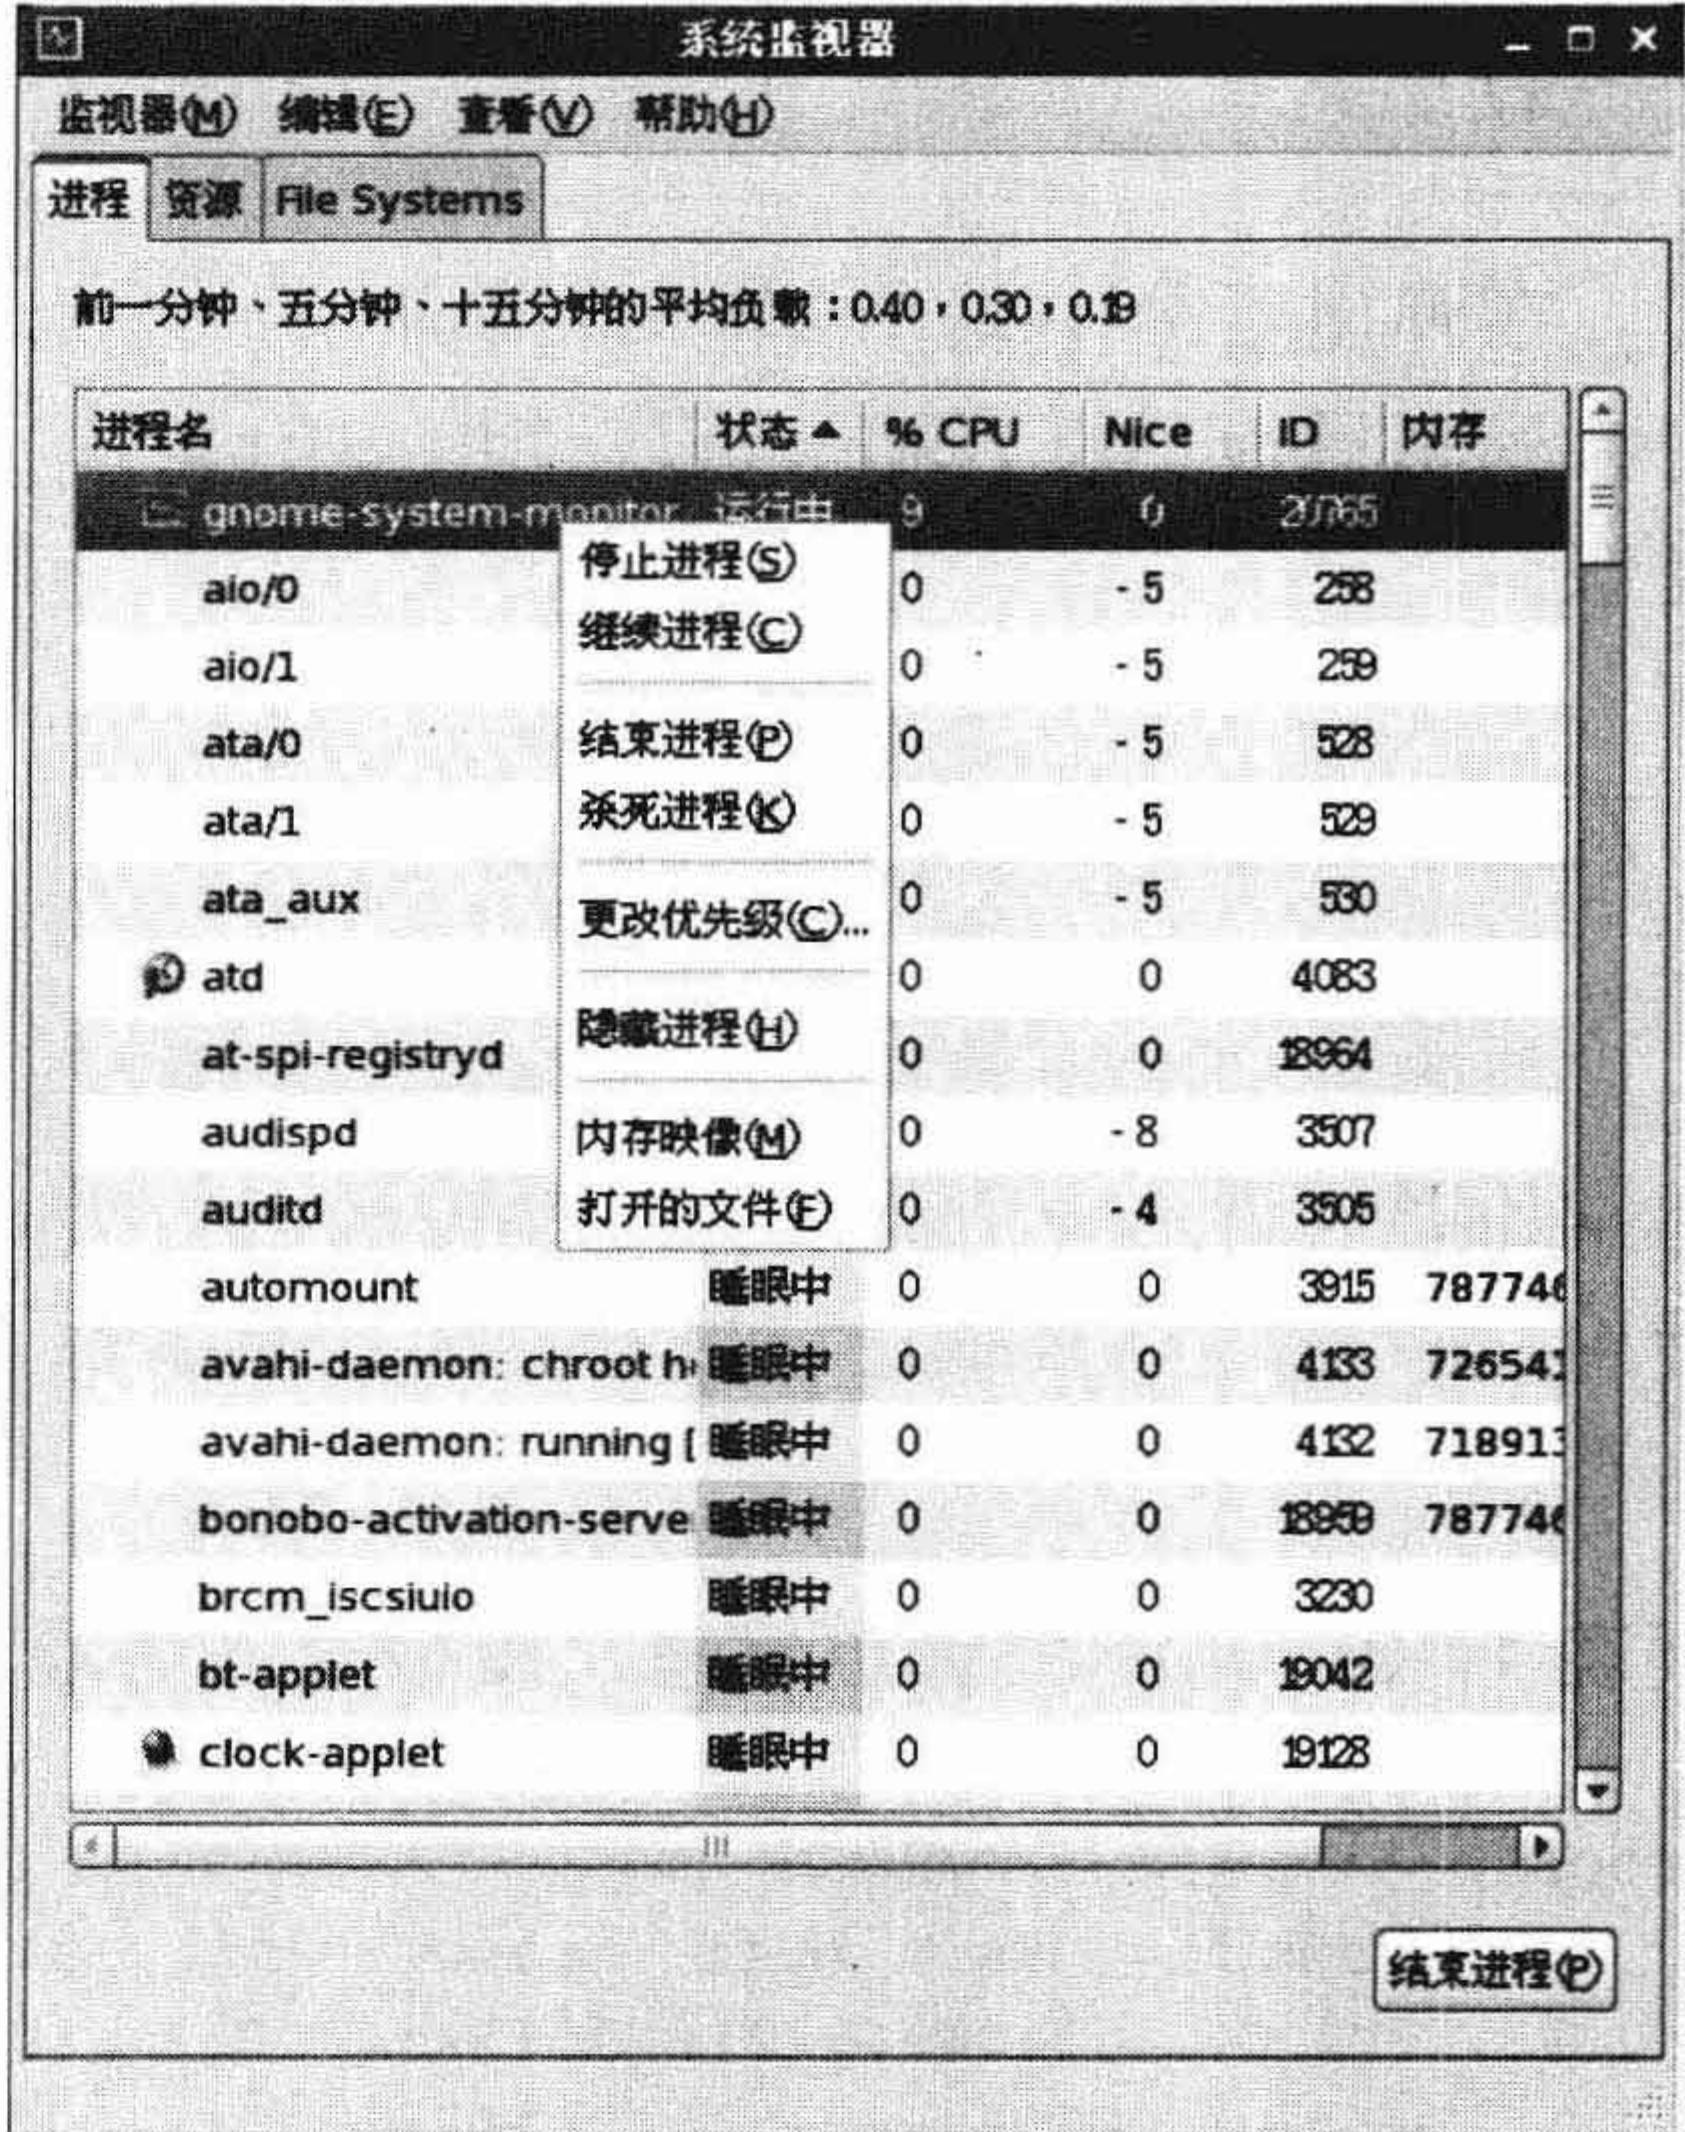 系统监视器
监视器(M) 编辑(E) 查看(V) 帮助(H)
进程 资源 File Systems
前一分钟、五分钟、十五分钟的平均负载：0.40，0.30，0.19
进程名 状态 % CPU Nice ID 内存
gnome-system-monitor 运行中 9 0 20765
停止进程(S)
aio/0 0 -5 258
继续进程(C)
aio/1 0 -5 259
结束进程(P)
ata/0 0 -5 528
杀死进程(K)
ata/1 0 -5 529
更改优先级(C)...
ata_aux 0 -5 530
atd 0 0 4083
隐藏进程(H)
at-spi-registryd 0 0 18964
内存映像(M)
audispd 0 -8 3507
打开的文件(F)
auditd 0 -4 3505
automount 睡眠中 0 0 3915 787746
avahi-daemon: chroot h 睡眠中 0 0 4133 726541
avahi-daemon: running [ 睡眠中 0 0 4132 718913
bonobo-activation-serve 睡眠中 0 0 18959 787746
brcm_iscsiuio 睡眠中 0 0 3230
bt-applet 睡眠中 0 0 19042
clock-applet 睡眠中 0 0 19128
结束进程(P)